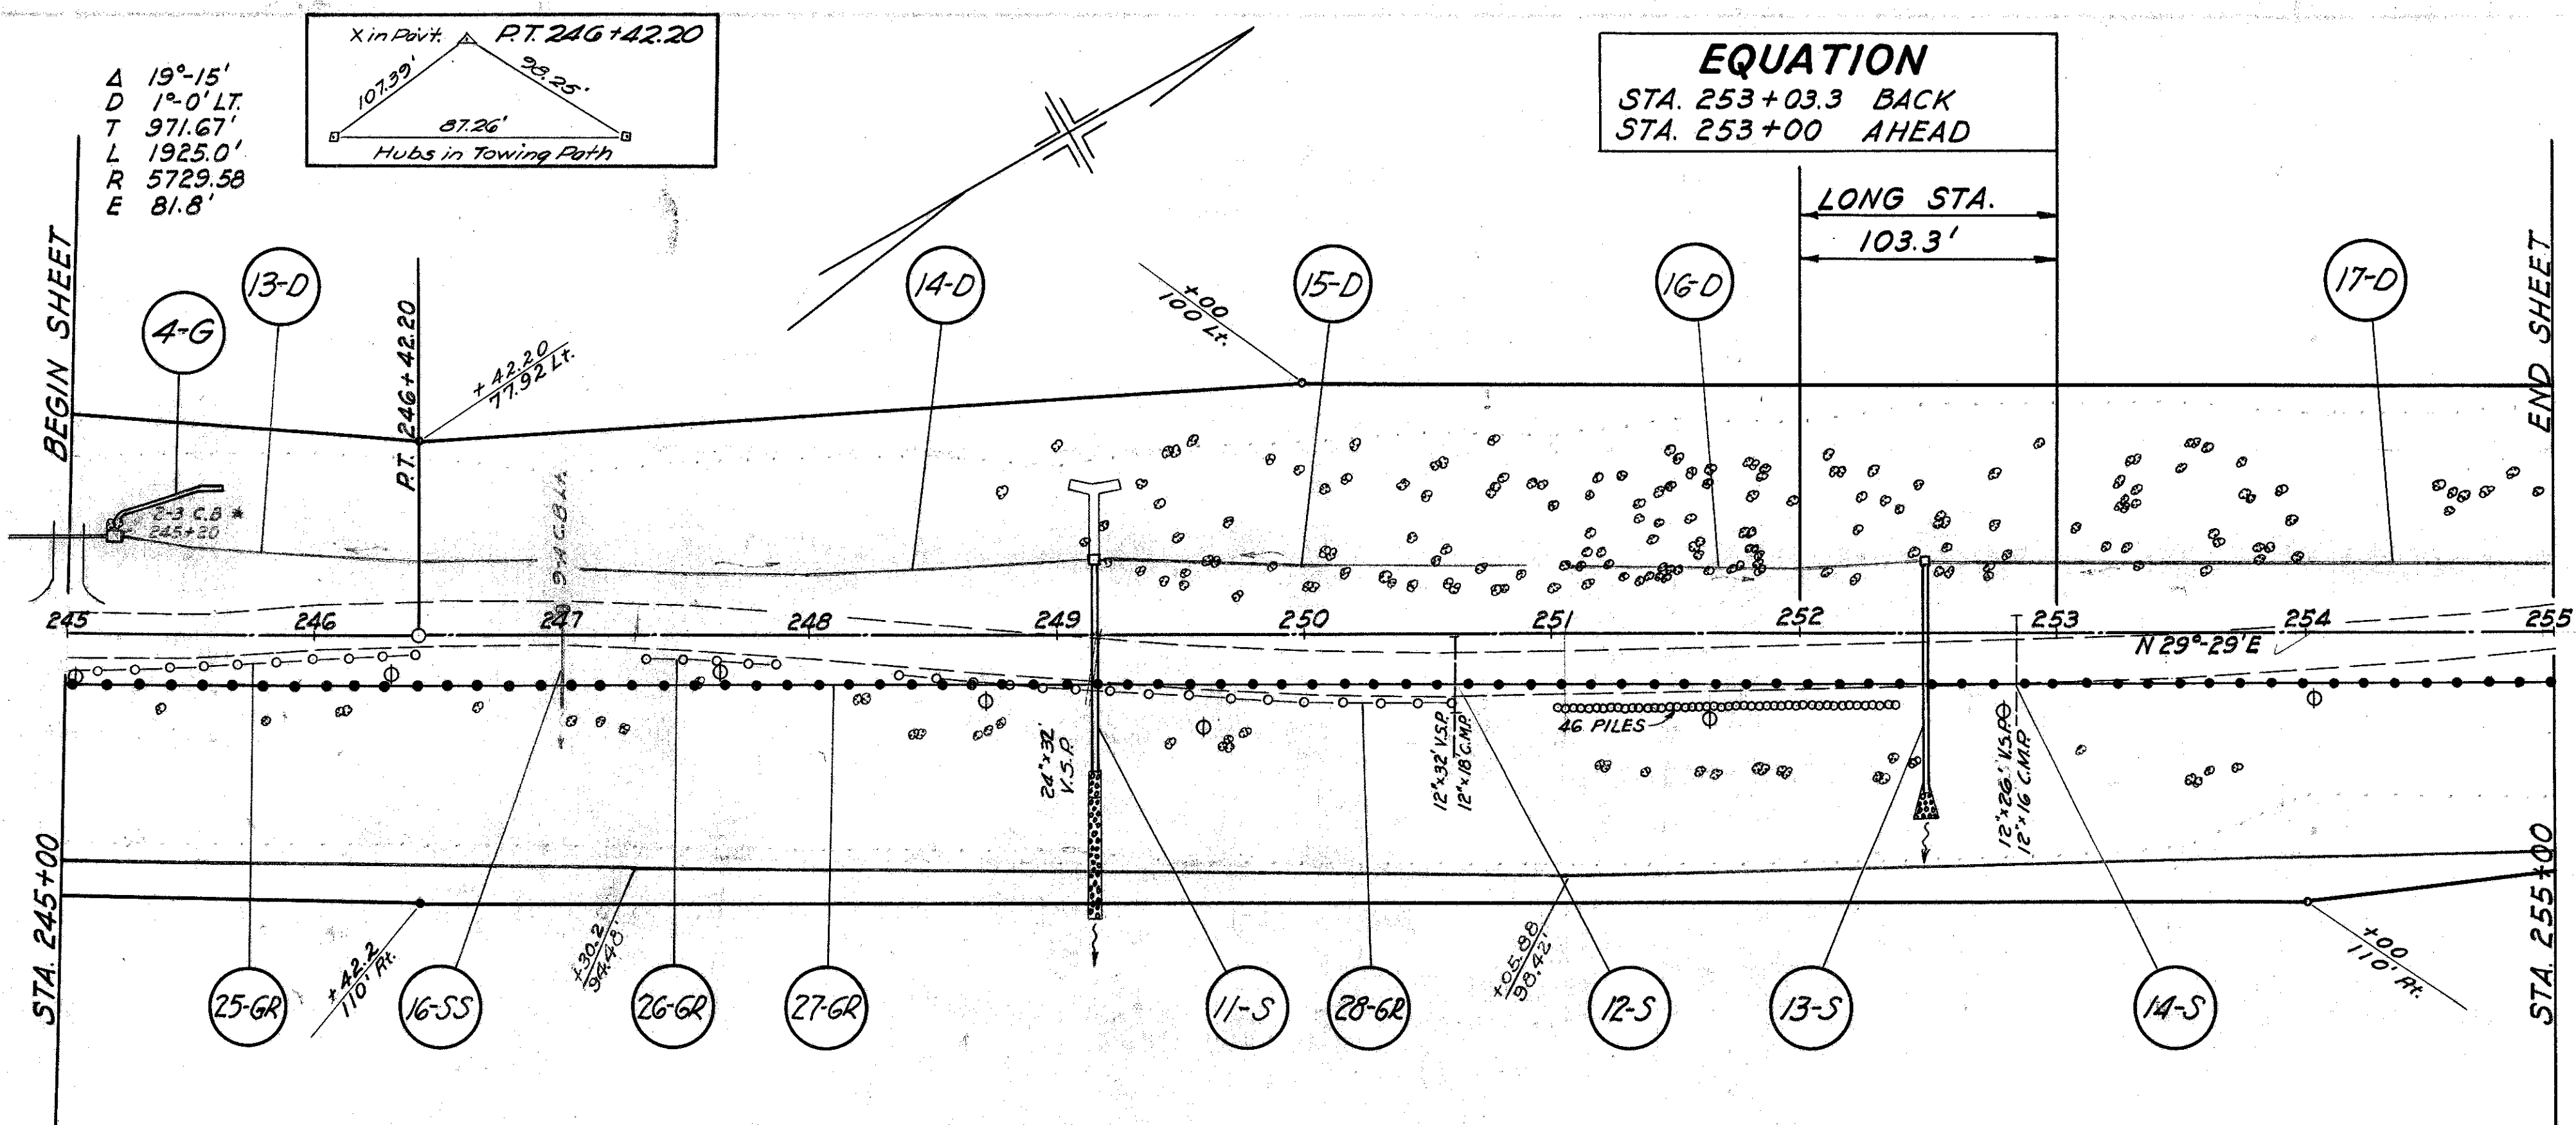 X in Pavt. P.T. 246+42.20
107.39'
98.25'
87.26'
Hubs in Towing Path
Δ 19°-15'
D 1°-0' LT.
T 971.67'
L 1925.0'
R 5729.58
E 81.8'
EQUATION
STA. 253+03.3 BACK
STA. 253+00 AHEAD
LONG STA.
103.3'
BEGIN SHEET
END SHEET
4-G
13-D
14-D
15-D
16-D
17-D
P.T. 246+42.20
+42.20
77.92 Lt.
+00
100 Lt.
2-3 C.B *
245+20
245 246 247 248 249 250 251 252 253 254 255
N 29°-29' E
24"x32'
V.S.P.
12"x32' V.S.P.
12"x18' C.M.P.
46 PILES
12"x26' V.S.P.
12"x16' C.M.P.
STA. 245+00
STA. 255+00
+42.2
110' Rt.
+30.2
94.48'
+05.88
98.42'
+00
110' Rt.
25-GR
16-SS
26-GR
27-GR
11-S
28-GR
12-S
13-S
14-S